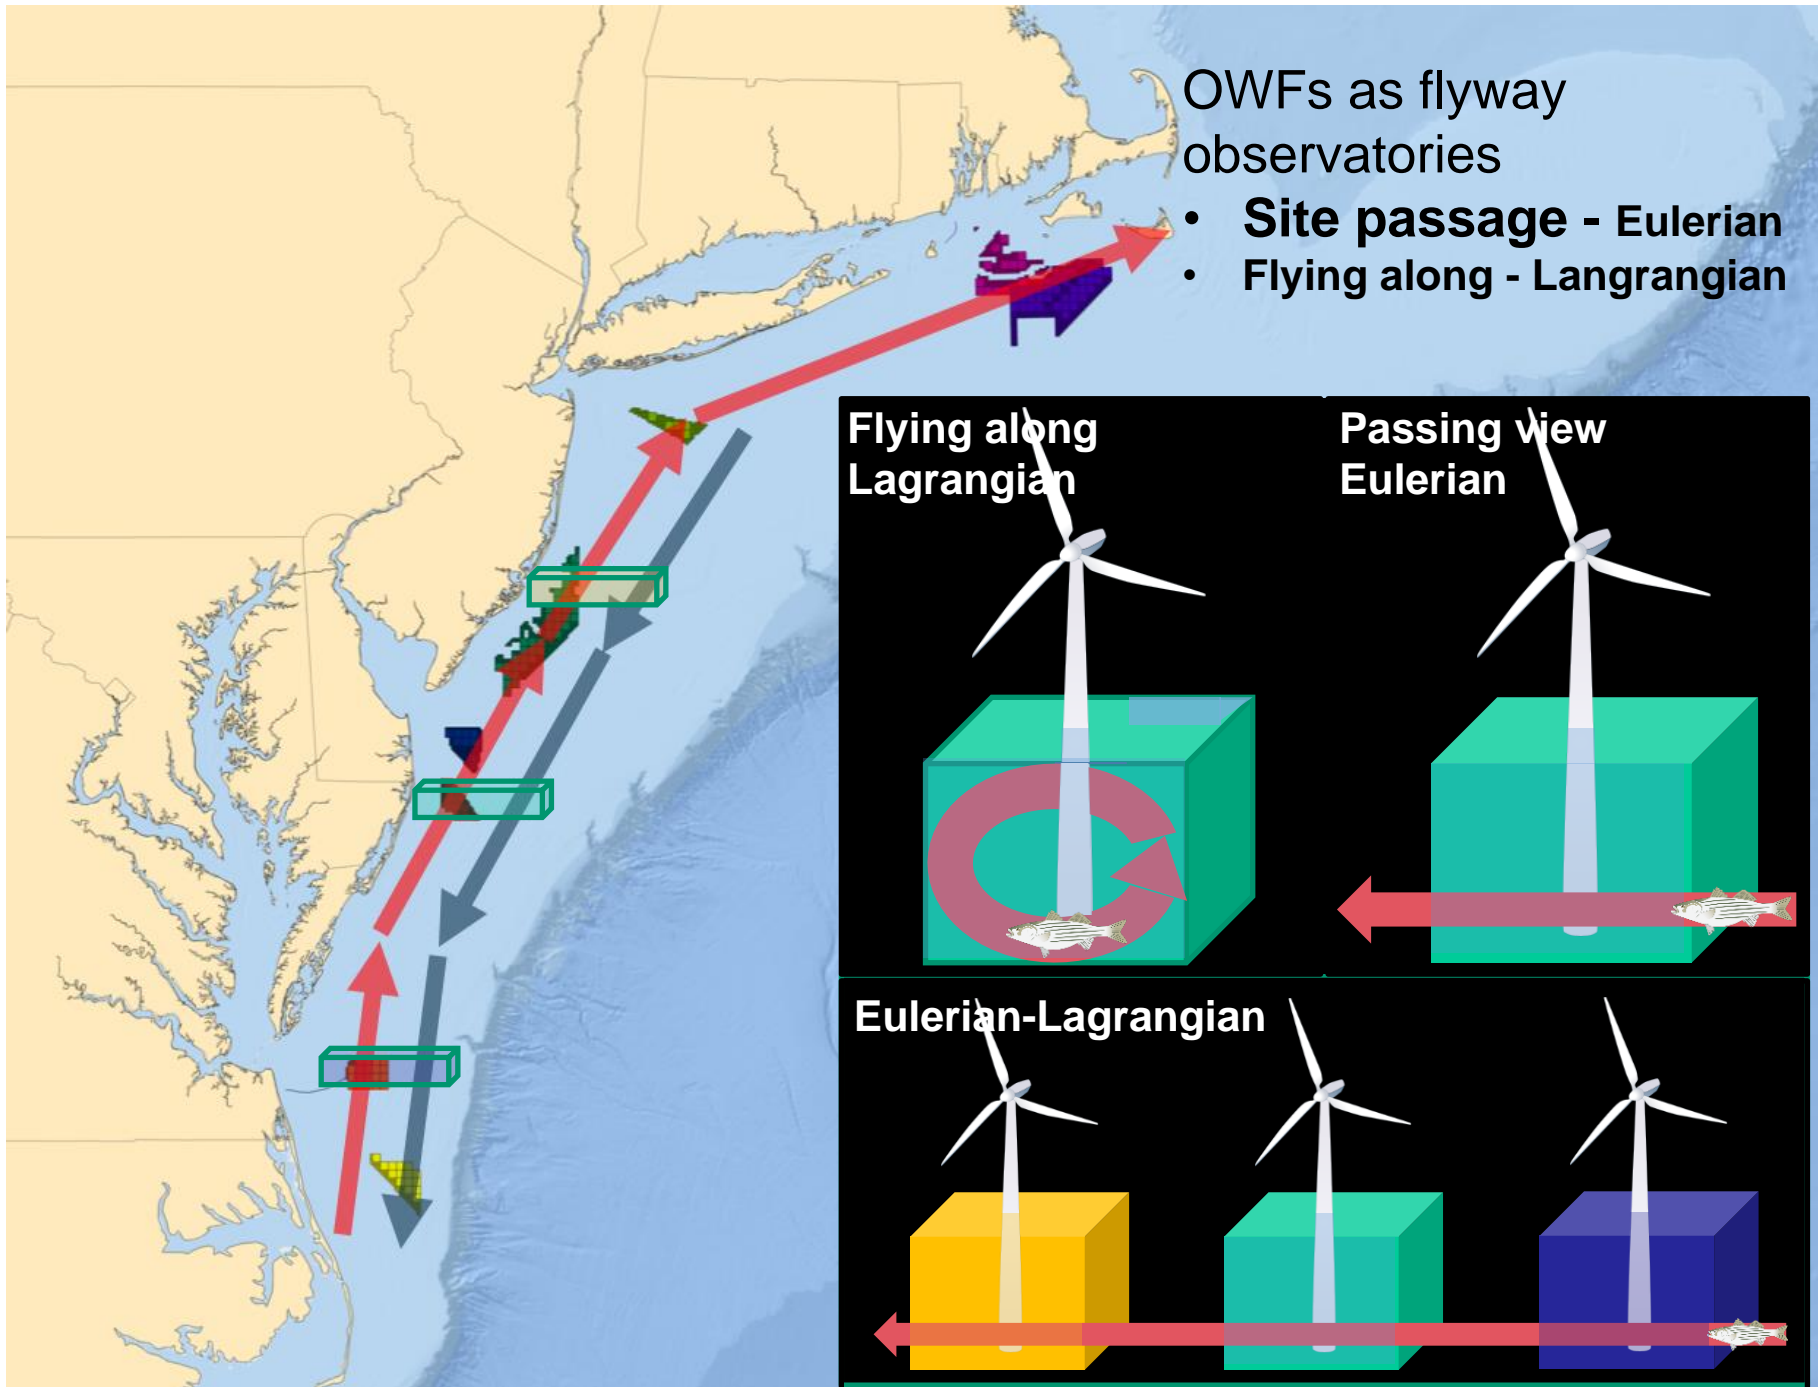 OWFs as flyway
observatories
• Site passage - Eulerian
• Flying along - Langrangian
Flying along
Lagrangian
Passing view
Eulerian
Eulerian-Lagrangian